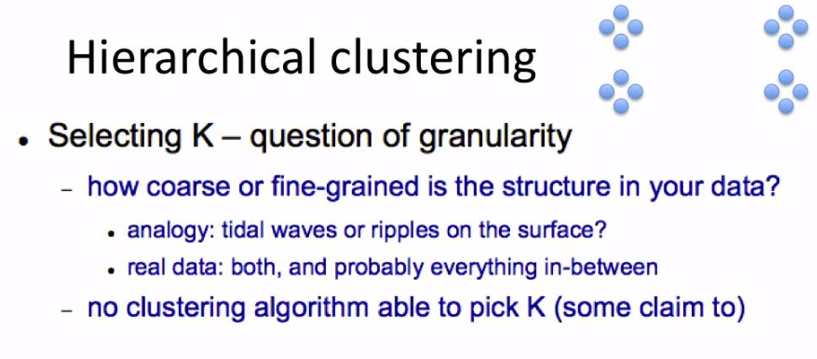 Hierarchical clustering
• Selecting K – question of granularity
– how coarse or fine-grained is the structure in your data?
• analogy: tidal waves or ripples on the surface?
• real data: both, and probably everything in-between
– no clustering algorithm able to pick K (some claim to)